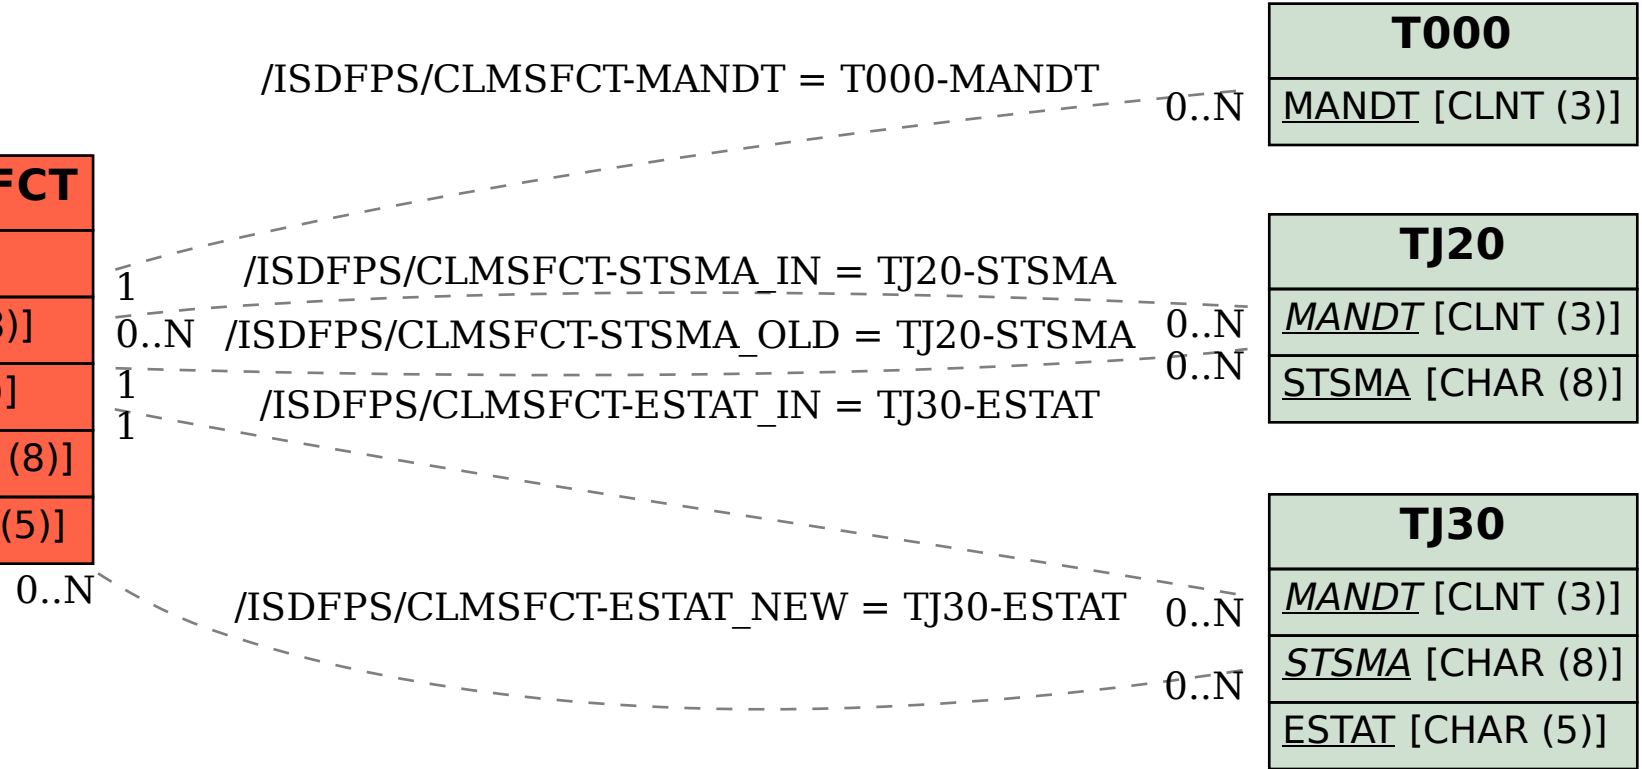 FCT
3)]
)]
(8)]
(5)]
0..N
/ISDFPS/CLMSFCT-MANDT = T000-MANDT
0..N
1
/ISDFPS/CLMSFCT-STSMA_IN = TJ20-STSMA
0..N
0..N
/ISDFPS/CLMSFCT-STSMA_OLD = TJ20-STSMA
0..N
1
1
/ISDFPS/CLMSFCT-ESTAT_IN = TJ30-ESTAT
/ISDFPS/CLMSFCT-ESTAT_NEW = TJ30-ESTAT
0..N
0..N
T000
MANDT [CLNT (3)]
TJ20
MANDT [CLNT (3)]
STSMA [CHAR (8)]
TJ30
MANDT [CLNT (3)]
STSMA [CHAR (8)]
ESTAT [CHAR (5)]